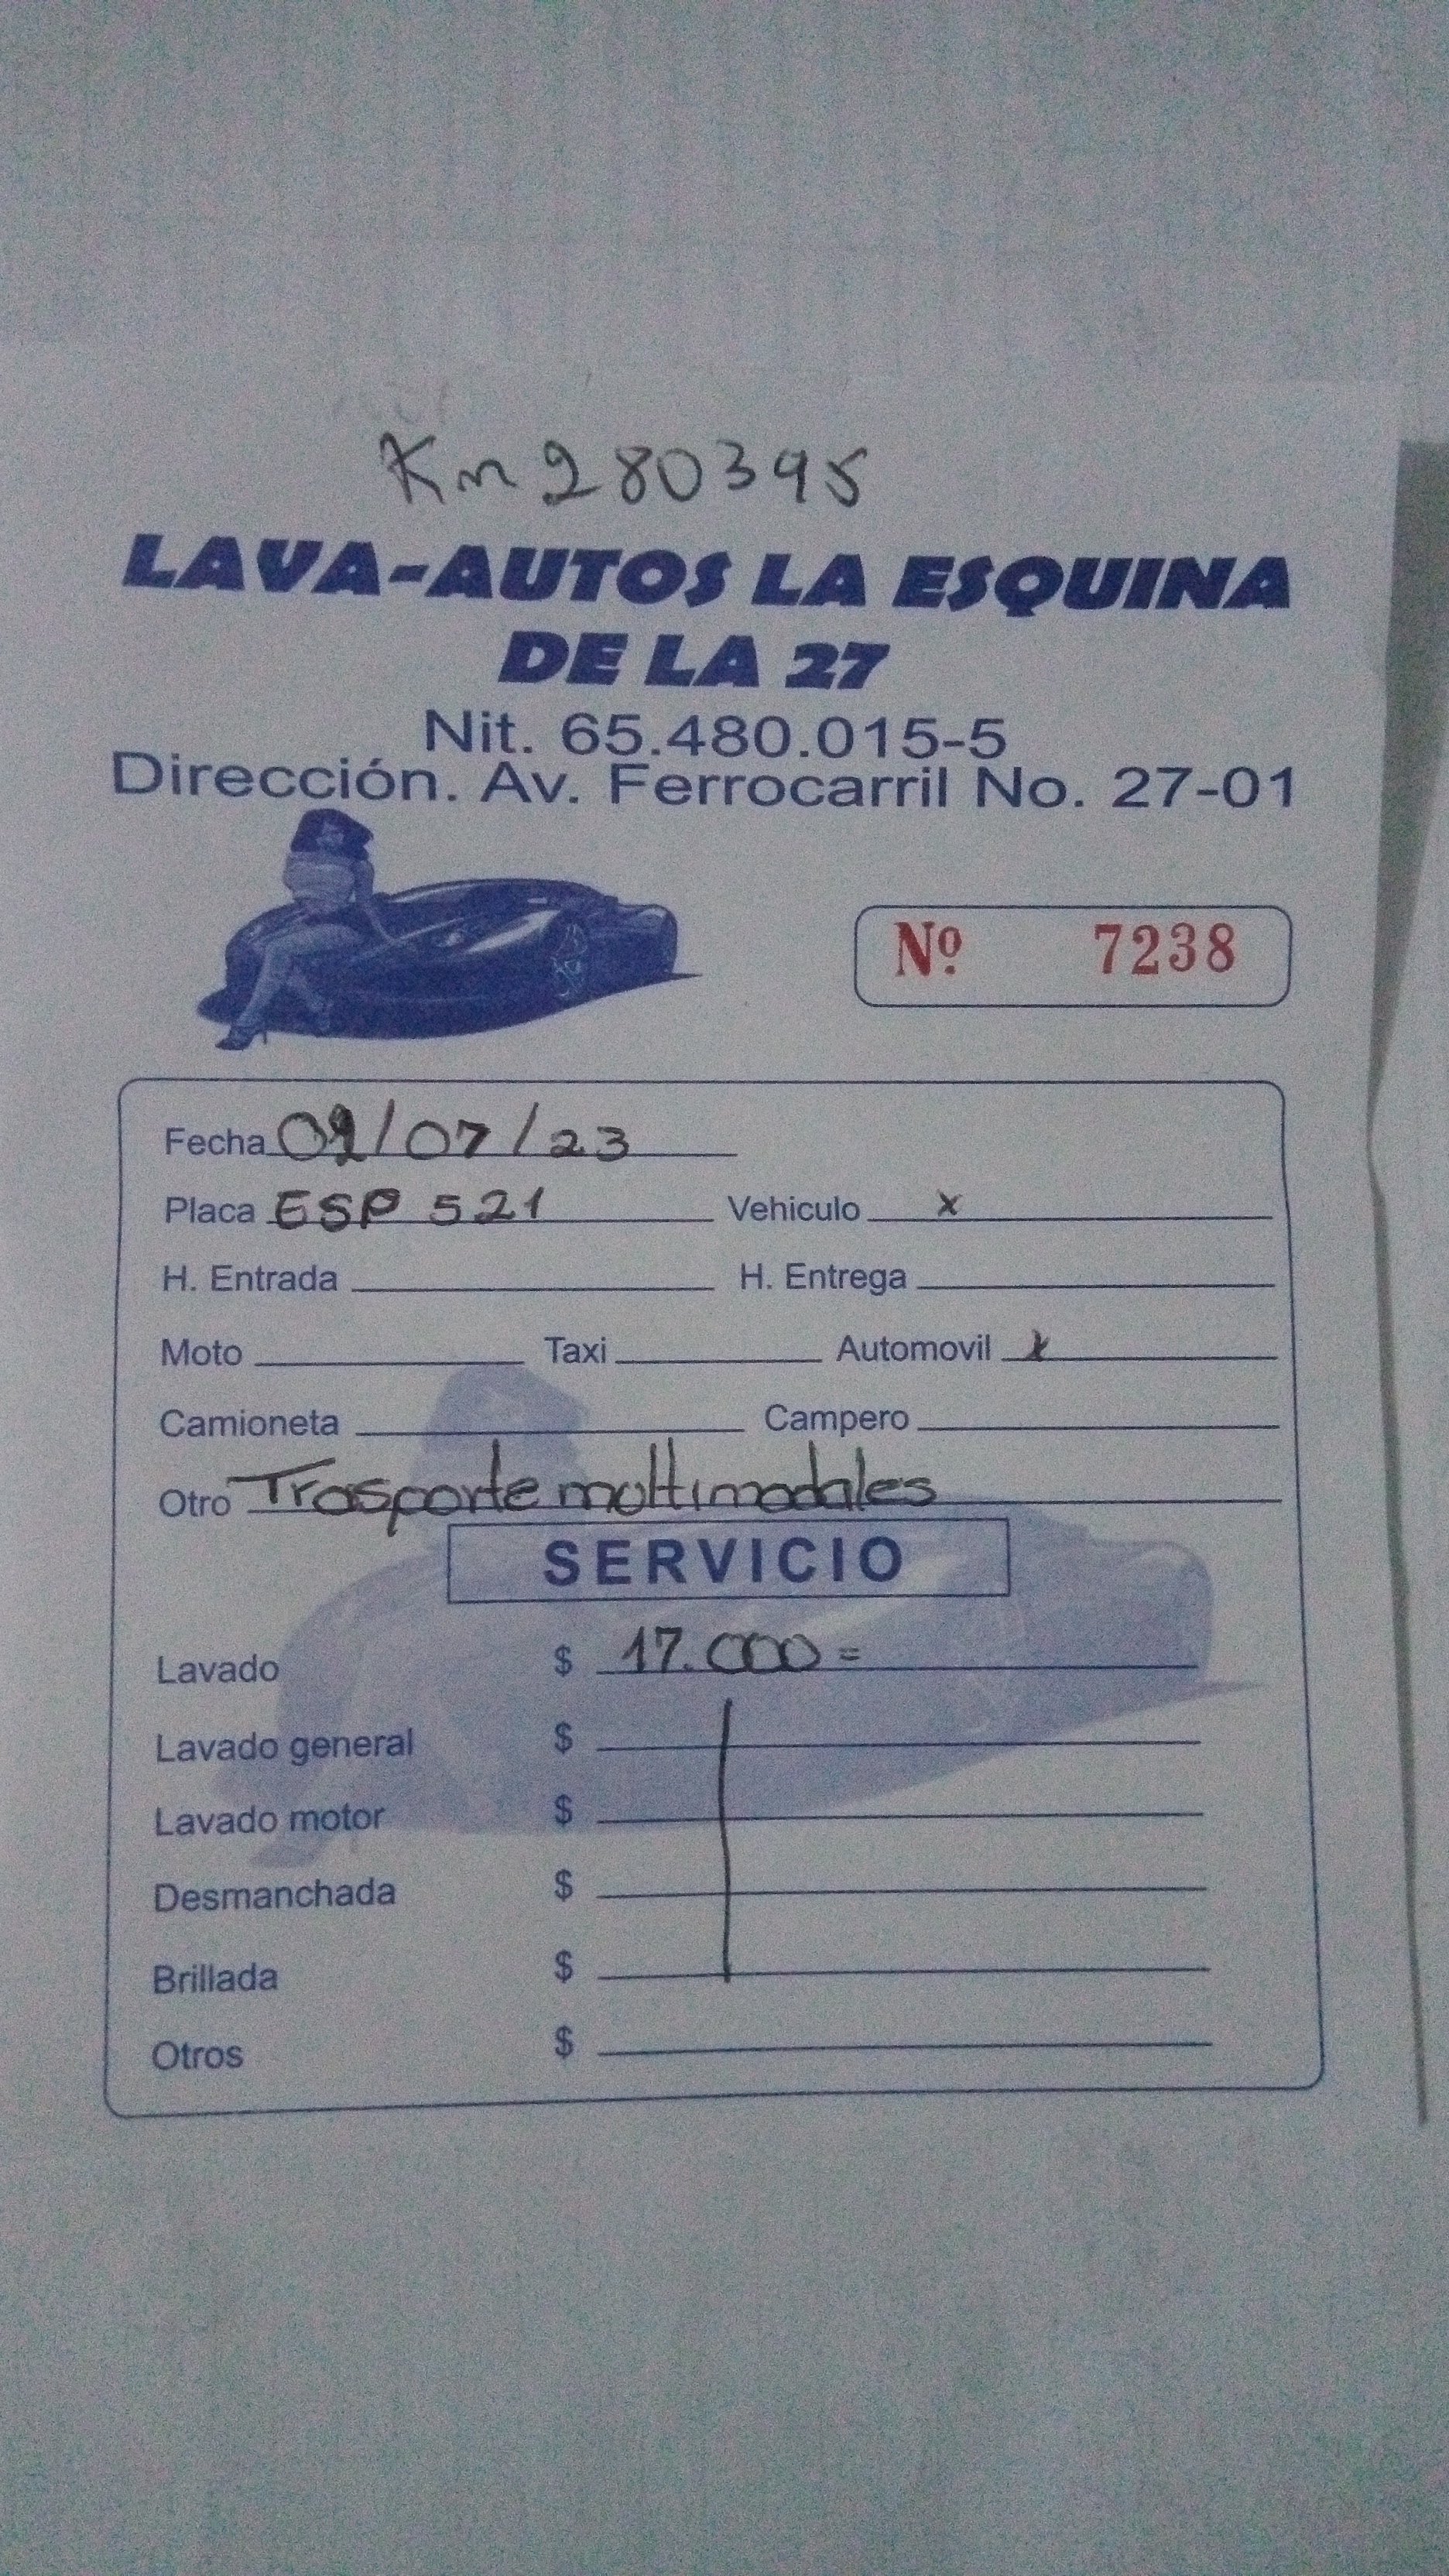 Km 280395
LAVA-AUTOS LA ESQUINA
DE LA 27
Nit. 65.480.015-5
Dirección. Av. Ferrocarril No. 27-01
Nº 7238
Fecha /07/23
Placa ESP 521 Vehiculo x
H. Entrada H. Entrega
Moto Taxi Automovil x
Camioneta Campero
Otro Trasporte multimodales
SERVICIO
Lavado $ 17.000=
Lavado general $
Lavado motor $
Desmanchada $
Brillada $
Otros $